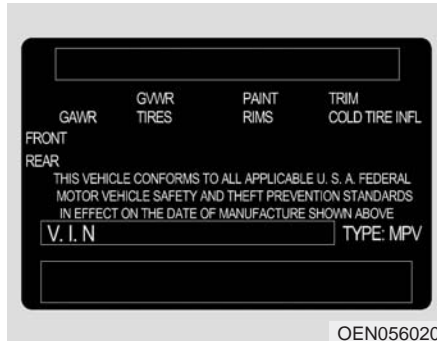 GVWR PAINT TRIM
GAWR TIRES RIMS COLD TIRE INFL
FRONT
REAR
THIS VEHICLE CONFORMS TO ALL APPLICABLE U. S. A. FEDERAL
MOTOR VEHICLE SAFETY AND THEFT PREVENTION STANDARDS
IN EFFECT ON THE DATE OF MANUFACTURE SHOWN ABOVE
V. I. N TYPE: MPV
OEN056020